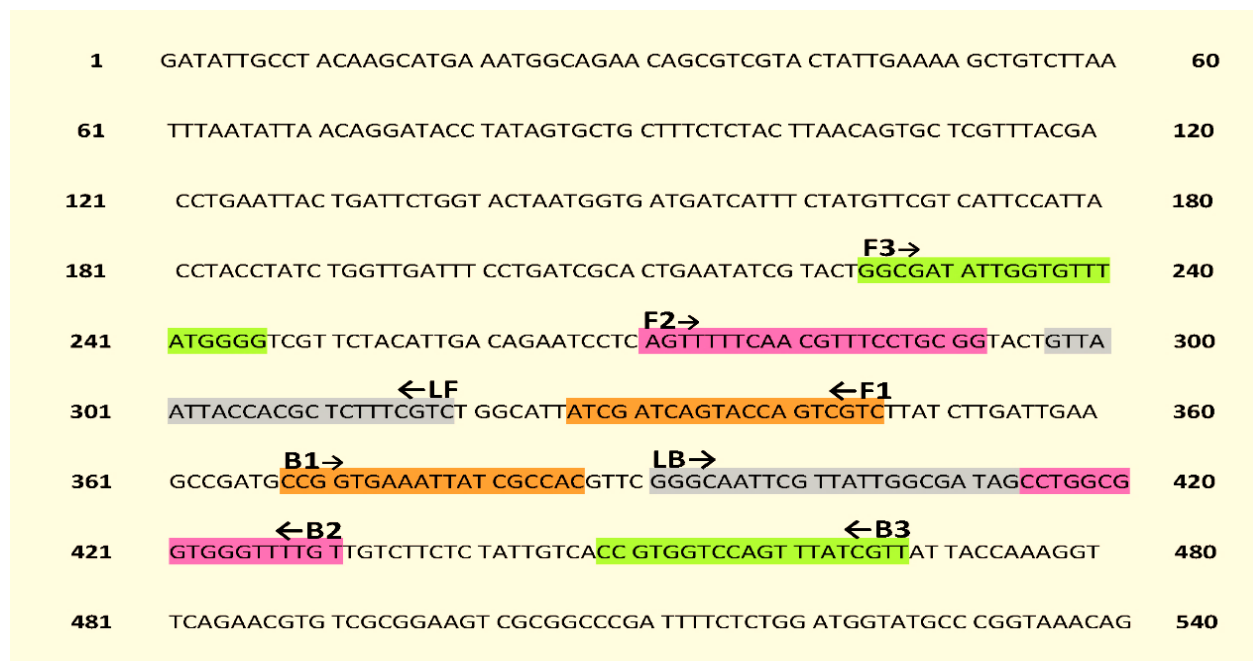 1 GATATTGCCT ACAAGCATGA AATGGCAGAA CAGCGTCGTA CTATTGAAAA GCTGTCTTAA 60
61 TTTAATATTA ACAGGATACC TATAGTGCTG CTTTCTCTAC TTAACAGTGC TCGTTTACGA 120
121 CCTGAATTAC TGATTCTGGT ACTAATGGTG ATGATCATTT CTATGTTCGT CATTCCATTA 180
F3→
181 CCTACCTATC TGGTTGATTT CCTGATCGCA CTGAATATCG TACTGGCGAT ATTGGTGTTT 240
F2→
241 ATGGGGTCGT TCTACATTGA CAGAATCCTC AGTTTTTCAA CGTTTCCTGC GGTACTGTTA 300
←LF ←F1
301 ATTACCACGC TCTTTCGTCT GGCATTATCG ATCAGTACCA GTCGTCTTAT CTTGATTGAA 360
B1→ LB→
361 GCCGATGCCG GTGAAATTAT CGCCACGTTC GGGCAATTCG TTATTGGCGA TAGCCTGGCG 420
←B2 ←B3
421 GTGGGTTTTGT TGTCTTCTC TATTGTCACC GTGGTCCAGT TTATCGTTAT TACCAAAGGT 480
481 TCAGAACGTG TCGCGGAAGT CGCGGCCCGA TTTTCTCTGG ATGGTATGCC CGGTAAACAG 540